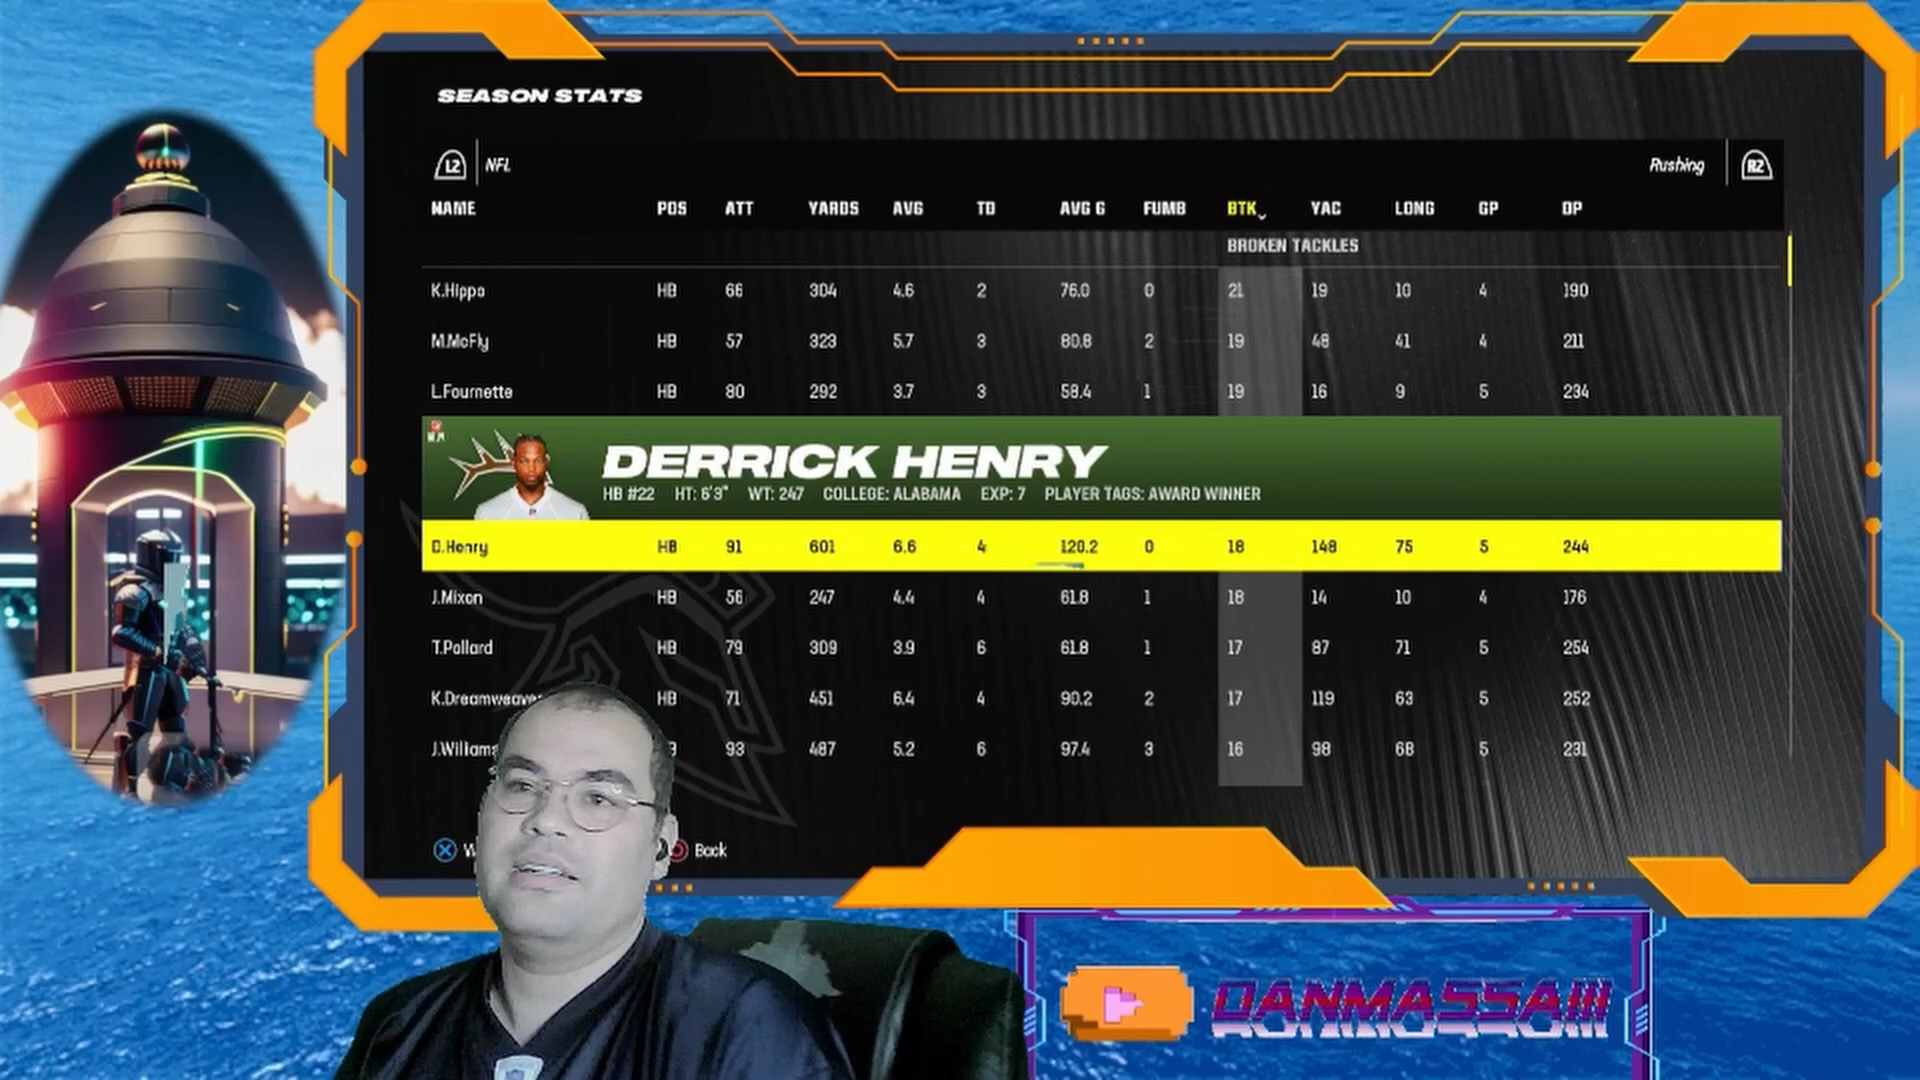 SEASON STATS
L2 NFL Rushing R2
NAME POS ATT YARDS AVG TD AVG G FUMB BTK YAC LONG GP DP
BROKEN TACKLES
K.Hippo HB 66 304 4.6 2 76.0 0 21 19 10 4 190
M.McFly HB 57 323 5.7 3 80.8 2 19 48 41 4 211
L.Fournette HB 80 292 3.7 3 58.4 1 19 16 9 5 234
DERRICK HENRY
HB #22 HT: 6'3" WT: 247 COLLEGE: ALABAMA EXP: 7 PLAYER TAGS: AWARD WINNER
D.Henry HB 91 601 6.6 4 120.2 0 18 148 75 5 244
J.Mixon HB 56 247 4.4 4 61.8 1 18 14 10 4 176
T.Pollard HB 79 309 3.9 6 61.8 1 17 87 71 5 254
K.Dreamweaver HB 71 451 6.4 4 90.2 2 17 119 63 5 252
J.Williams 93 487 5.2 6 97.4 3 16 98 68 5 231
Back
DANMASSAIII